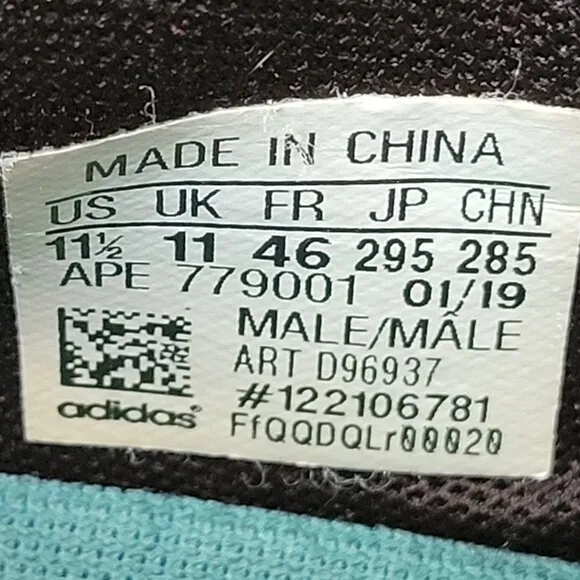 MADE IN CHINA
US UK FR JP CHN
11½ 11 46 295 285
APE 779001 01/19
MALE/MÂLE
ART D96937
#122106781
adidas®
FfQQDQLr00020